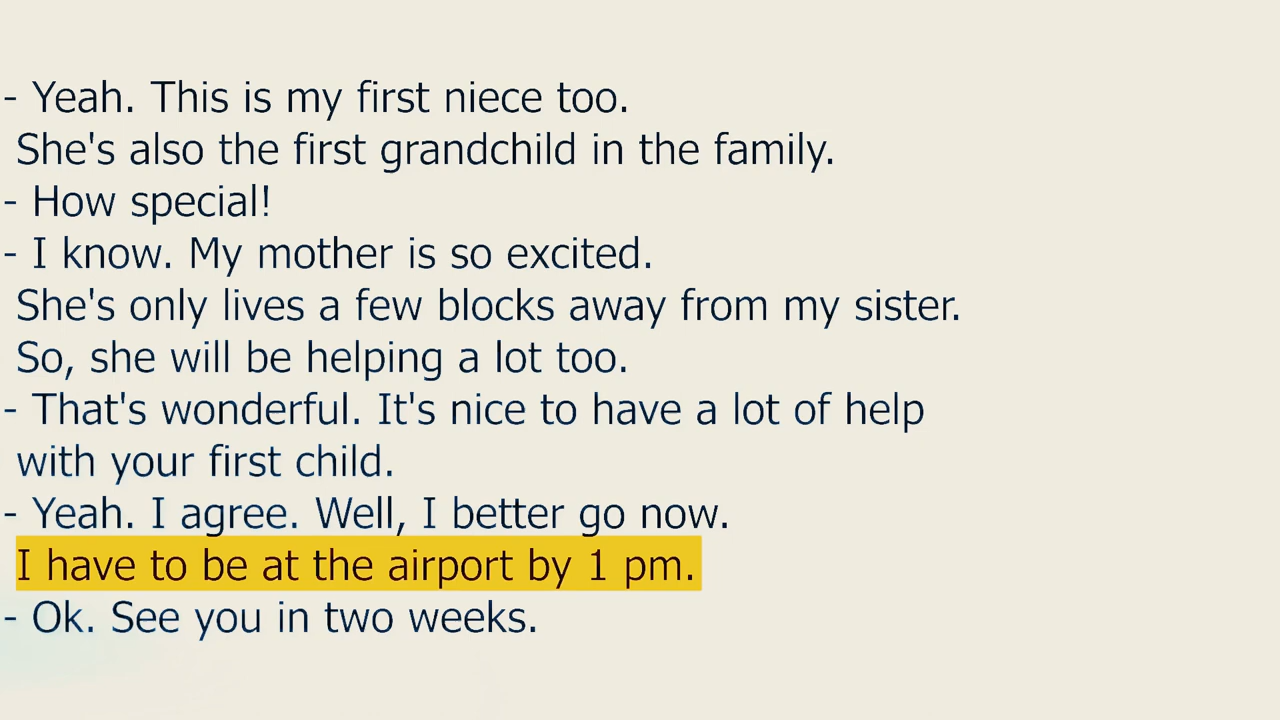 - Yeah. This is my first niece too.
She's also the first grandchild in the family.
- How special!
- I know. My mother is so excited.
She's only lives a few blocks away from my sister.
So, she will be helping a lot too.
- That's wonderful. It's nice to have a lot of help
with your first child.
- Yeah. I agree. Well, I better go now.
I have to be at the airport by 1 pm.
- Ok. See you in two weeks.